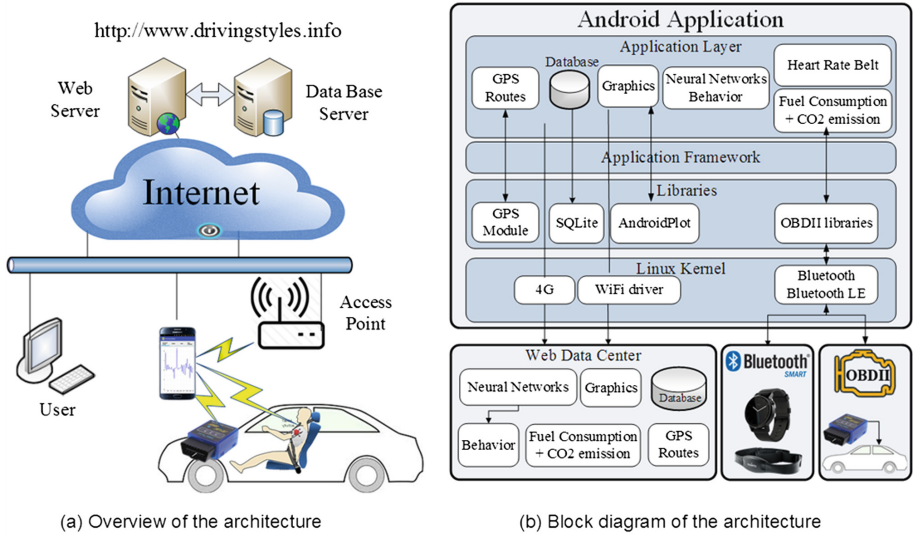 http://www.drivingstyles.info
Web
Server
Data Base
Server
Internet
Access
Point
User
(a) Overview of the architecture
Android Application
Application Layer
GPS
Routes
Database
Graphics
Neural Networks
Behavior
Heart Rate Belt
Fuel Consumption
+ CO2 emission
Application Framework
Libraries
GPS
Module
SQLite
AndroidPlot
OBDII libraries
Linux Kernel
4G
WiFi driver
Bluetooth
Bluetooth LE
Web Data Center
Neural Networks
Graphics
Database
Behavior
Fuel Consumption
+ CO2 emission
GPS
Routes
Bluetooth®
SMART
OBDII
(b) Block diagram of the architecture